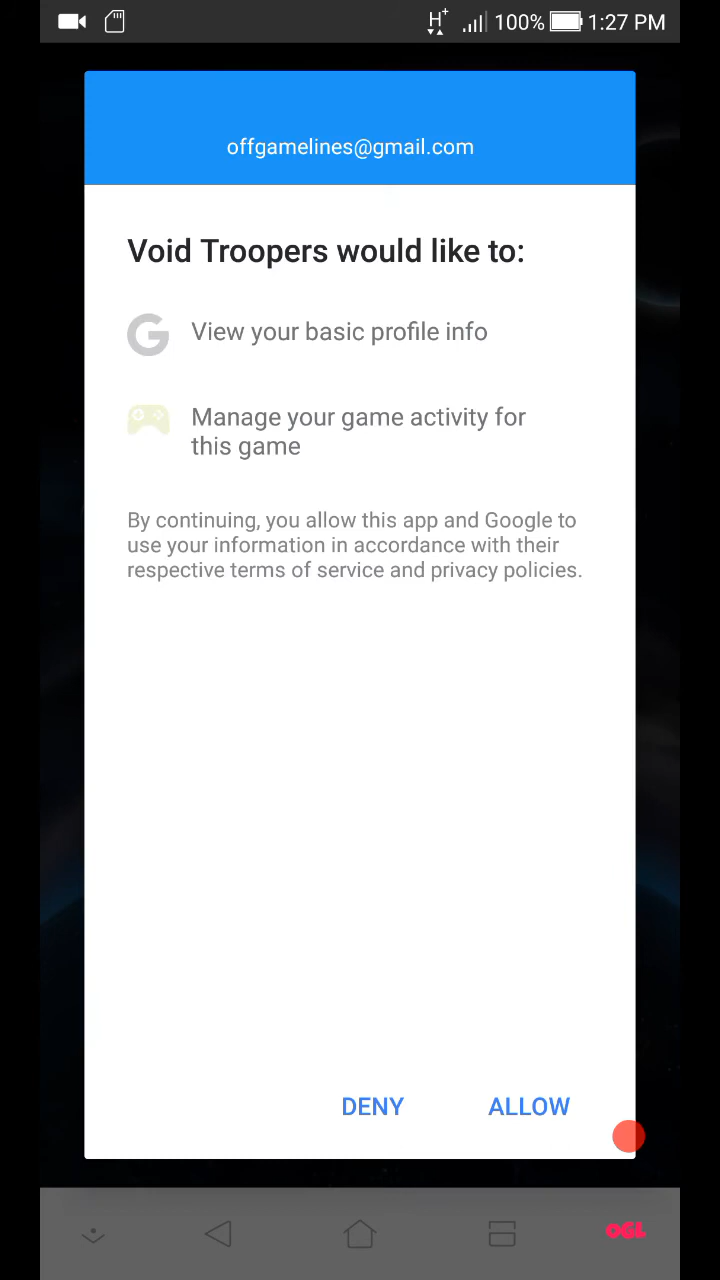 H+ 100% 1:27 PM
offgamelines@gmail.com
Void Troopers would like to:
G View your basic profile info
Manage your game activity for
this game
By continuing, you allow this app and Google to
use your information in accordance with their
respective terms of service and privacy policies.
DENY ALLOW
OGL